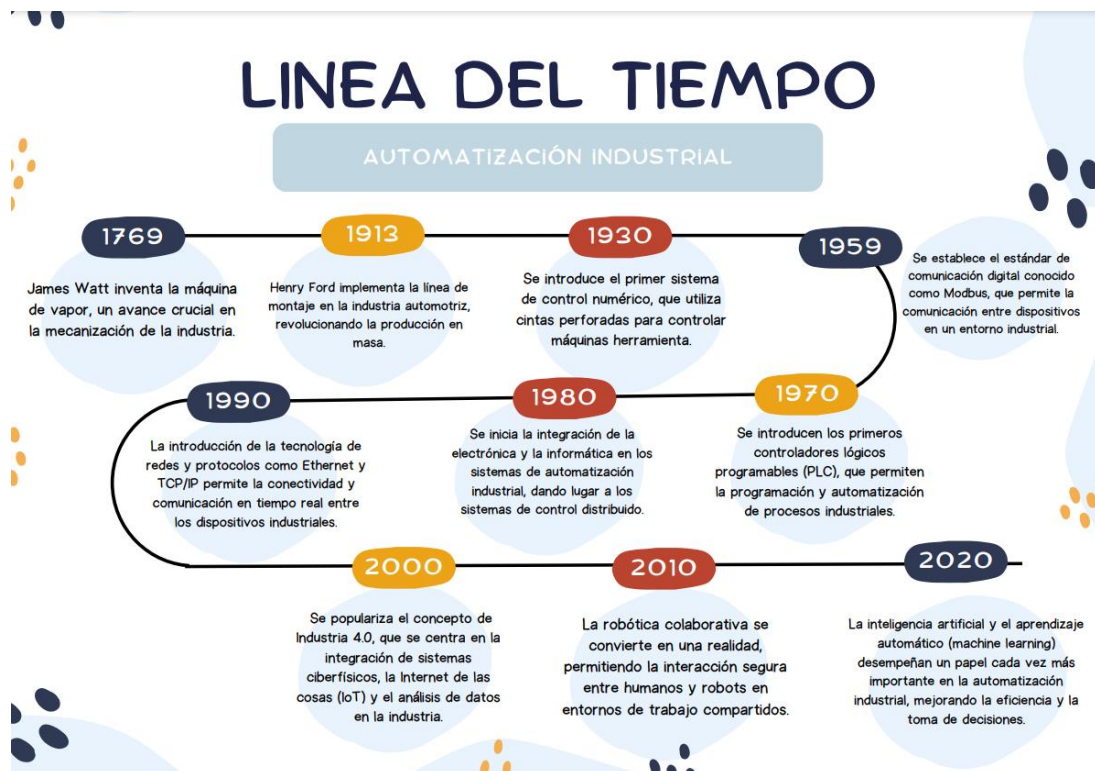 LINEA DEL TIEMPO
AUTOMATIZACIÓN INDUSTRIAL
1769
James Watt inventa la máquina
de vapor, un avance crucial en
la mecanización de la industria.
1913
Henry Ford implementa la línea de
montaje en la industria automotriz,
revolucionando la producción en
masa.
1930
Se introduce el primer sistema
de control numérico, que utiliza
cintas perforadas para controlar
máquinas herramienta.
1959
Se establece el estándar de
comunicación digital conocido
como Modbus, que permite la
comunicación entre dispositivos
en un entorno industrial.
1970
Se introducen los primeros
controladores lógicos
programables (PLC), que permiten
la programación y automatización
de procesos industriales.
1980
Se inicia la integración de la
electrónica y la informática en los
sistemas de automatización
industrial, dando lugar a los
sistemas de control distribuido.
1990
La introducción de la tecnología de
redes y protocolos como Ethernet y
TCP/IP permite la conectividad y
comunicación en tiempo real entre
los dispositivos industriales.
2000
Se populariza el concepto de
Industria 4.0, que se centra en la
integración de sistemas
ciberfísicos, la Internet de las
cosas (IoT) y el análisis de datos
en la industria.
2010
La robótica colaborativa se
convierte en una realidad,
permitiendo la interacción segura
entre humanos y robots en
entornos de trabajo compartidos.
2020
La inteligencia artificial y el aprendizaje
automático (machine learning)
desempeñan un papel cada vez más
importante en la automatización
industrial, mejorando la eficiencia y la
toma de decisiones.